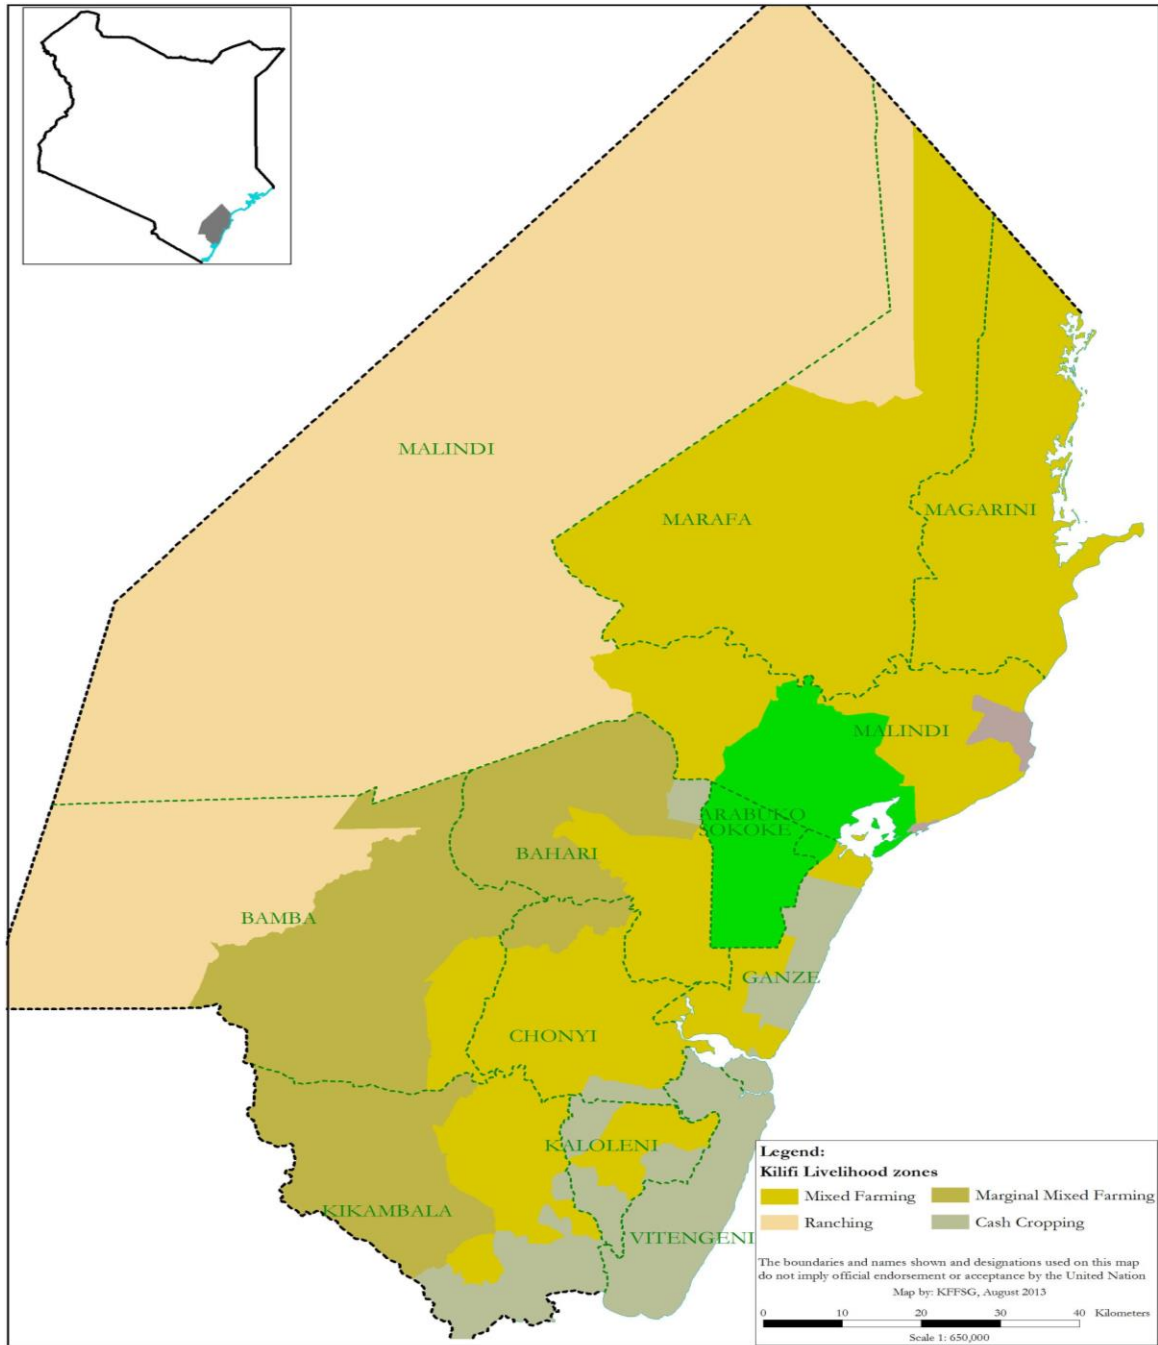 MALINDI
MARAFA
MAGARINI
MALINDI
ARABUKO
SOKOKE
BAHARI
BAMBA
GANZE
CHONYI
KALOLENI
KIKAMBALA
VITENGENI
Legend:
Kilifi Livelihood zones
Mixed Farming
Marginal Mixed Farming
Ranching
Cash Cropping
The boundaries and names shown and designations used on this map
do not imply official endorsement or acceptance by the United Nation
Map by: KFFSG, August 2013
0 10 20 30 40 Kilometers
Scale 1: 650,000